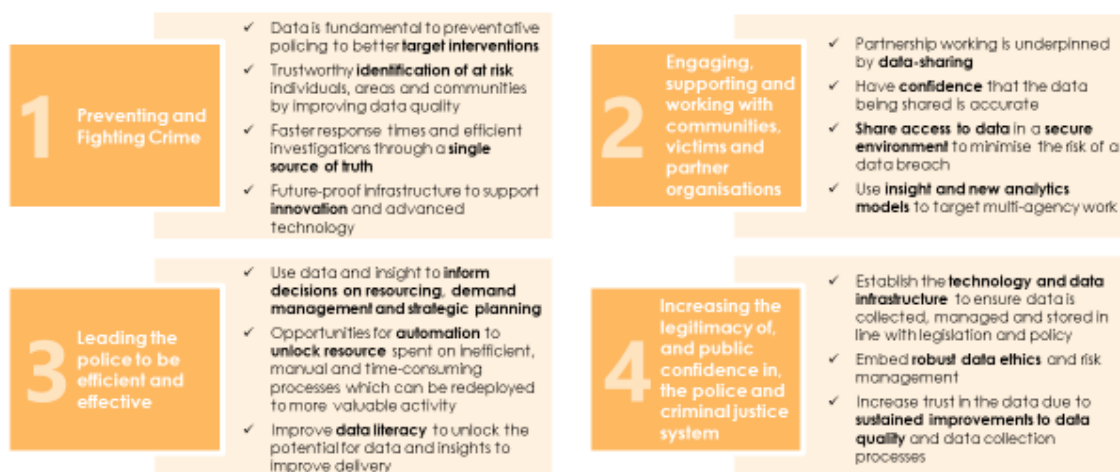 1
Preventing and
Fighting Crime
✓ Data is fundamental to preventative
policing to better target interventions
✓ Trustworthy identification of at risk
individuals, areas and communities
by improving data quality
✓ Faster response times and efficient
investigations through a single
source of truth
✓ Future-proof infrastructure to support
innovation and advanced
technology
2
Engaging,
supporting and
working with
communities,
victims and
partner
organisations
✓ Partnership working is underpinned
by data-sharing
✓ Have confidence that the data
being shared is accurate
✓ Share access to data in a secure
environment to minimise the risk of a
data breach
✓ Use insight and new analytics
models to target multi-agency work
3
Leading the
police to be
efficient and
effective
✓ Use data and insight to inform
decisions on resourcing, demand
management and strategic planning
✓ Opportunities for automation to
unlock resource spent on inefficient,
manual and time-consuming
processes which can be redeployed
to more valuable activity
✓ Improve data literacy to unlock the
potential for data and insights to
improve delivery
4
Increasing the
legitimacy of,
and public
confidence in,
the police and
criminal justice
system
✓ Establish the technology and data
infrastructure to ensure data is
collected, managed and stored in
line with legislation and policy
✓ Embed robust data ethics and risk
management
✓ Increase trust in the data due to
sustained improvements to data
quality and data collection
processes